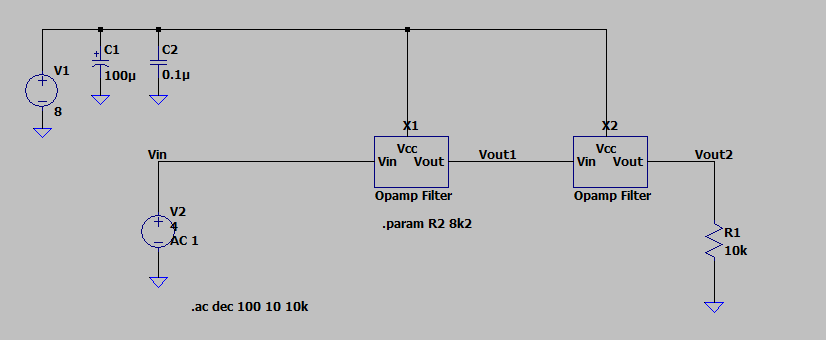 C1
100µ
C2
0.1µ
V1
8
X1
Vcc
Vin Vout
Opamp Filter
X2
Vcc
Vin Vout
Opamp Filter
Vin
Vout1
Vout2
V2
4
AC 1
.param R2 8k2
R1
10k
.ac dec 100 10 10k